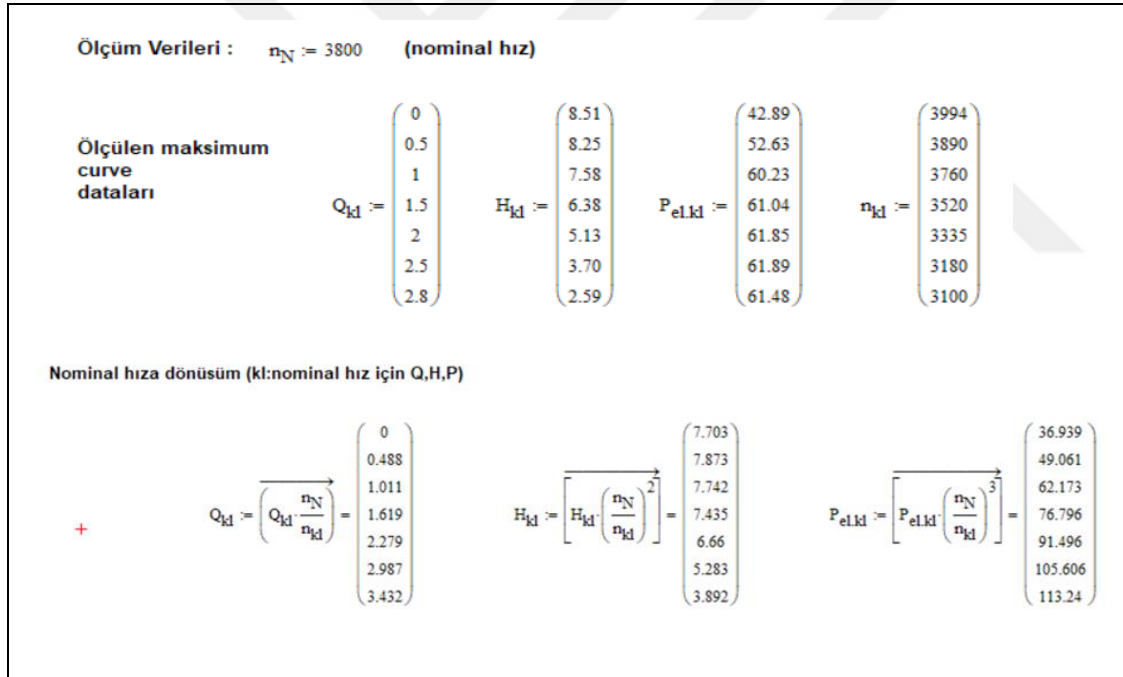 Ölçüm Verileri : n_N := 3800 (nominal hız)
Ölçülen maksimum
curve
dataları
Q_kl := (0 0.5 1 1.5 2 2.5 2.8)
H_kl := (8.51 8.25 7.58 6.38 5.13 3.70 2.59)
P_el.kl := (42.89 52.63 60.23 61.04 61.85 61.89 61.48)
n_kl := (3994 3890 3760 3520 3335 3180 3100)
Nominal hıza dönüsüm (kl:nominal hız için Q,H,P)
+
Q_kl := (Q_kl · n_N / n_kl) = (0 0.488 1.011 1.619 2.279 2.987 3.432)
H_kl := [H_kl · (n_N / n_kl)^2] = (7.703 7.873 7.742 7.435 6.66 5.283 3.892)
P_el.kl := [P_el.kl · (n_N / n_kl)^3] = (36.939 49.061 62.173 76.796 91.496 105.606 113.24)